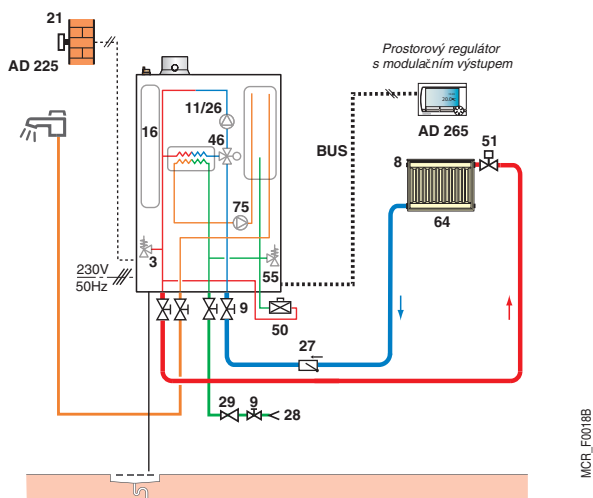 21
AD 225
Prostorový regulátor
s modulačním výstupem
11/26
16
46
BUS
AD 265
51
8
75
64
3
230V
50Hz
55
9
50
27
29
9
28
MCR_F0018B